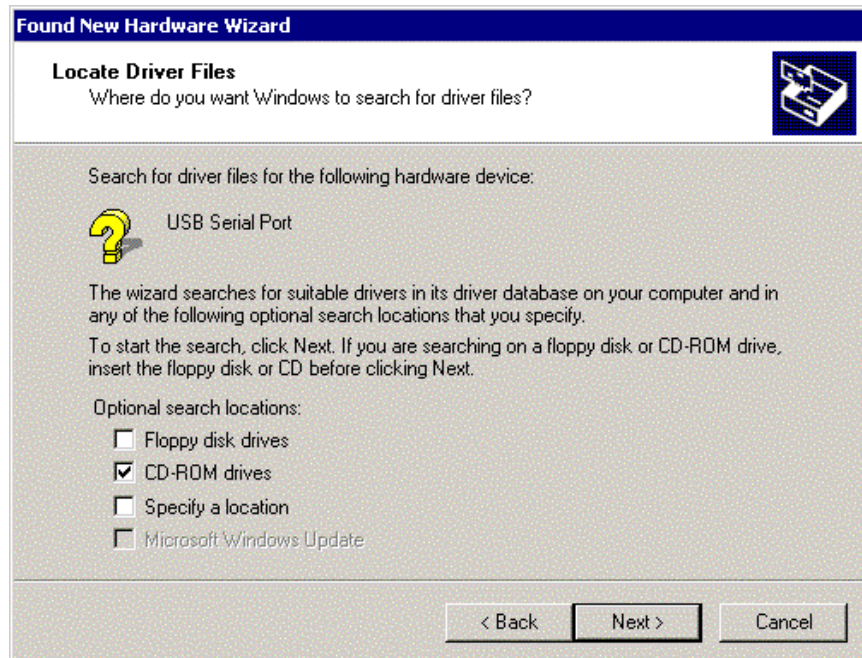 Found New Hardware Wizard
Locate Driver Files
Where do you want Windows to search for driver files?
Search for driver files for the following hardware device:
USB Serial Port
The wizard searches for suitable drivers in its driver database on your computer and in
any of the following optional search locations that you specify.
To start the search, click Next. If you are searching on a floppy disk or CD-ROM drive,
insert the floppy disk or CD before clicking Next.
Optional search locations:
Floppy disk drives
CD-ROM drives
Specify a location
Microsoft Windows Update
< Back
Next >
Cancel